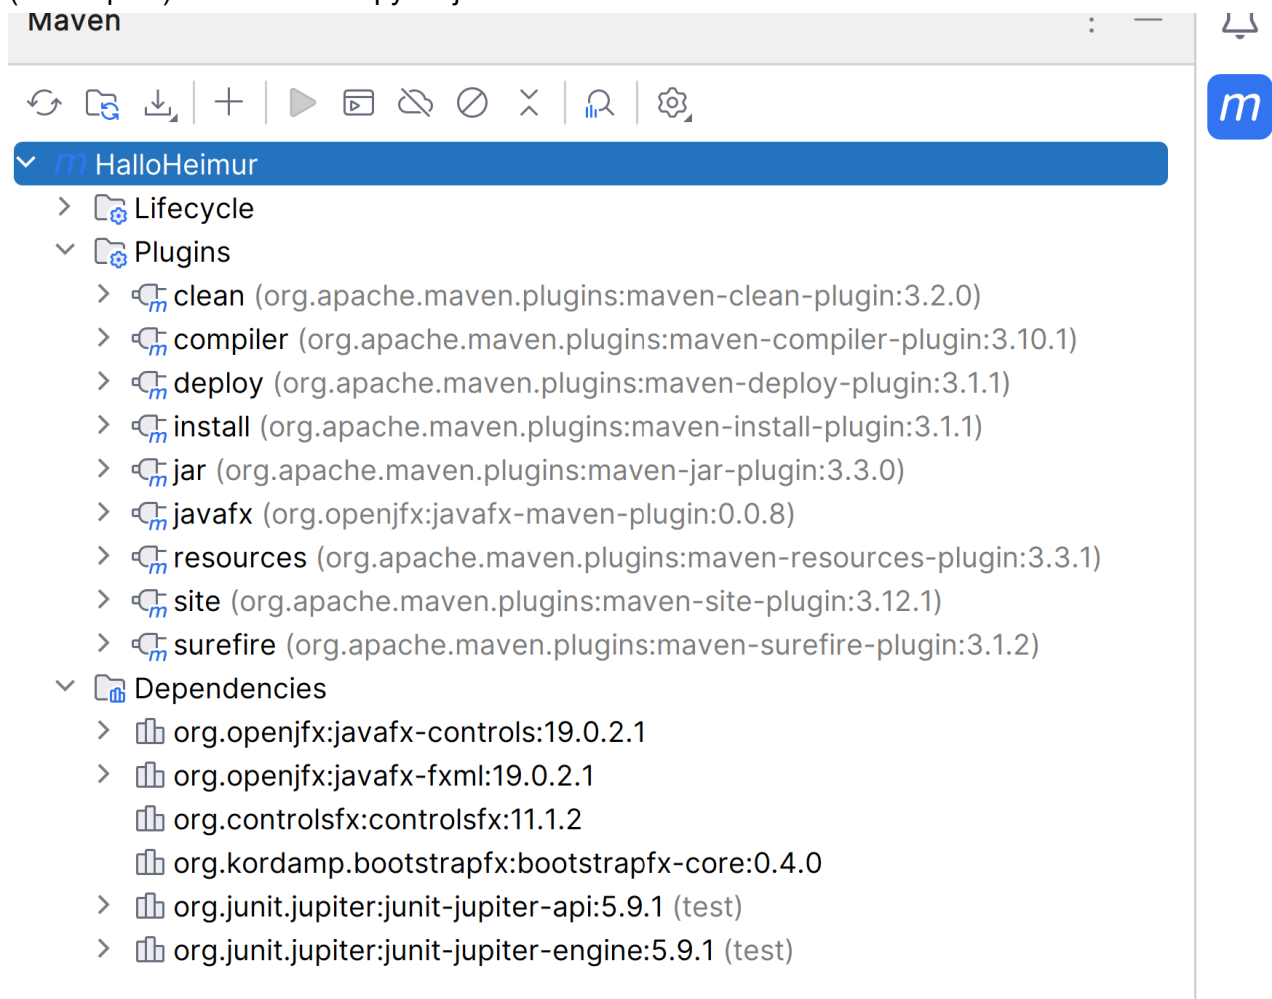 Maven
m
m HalloHeimur
Lifecycle
Plugins
m clean (org.apache.maven.plugins:maven-clean-plugin:3.2.0)
m compiler (org.apache.maven.plugins:maven-compiler-plugin:3.10.1)
m deploy (org.apache.maven.plugins:maven-deploy-plugin:3.1.1)
m install (org.apache.maven.plugins:maven-install-plugin:3.1.1)
m jar (org.apache.maven.plugins:maven-jar-plugin:3.3.0)
m javafx (org.openjfx:javafx-maven-plugin:0.0.8)
m resources (org.apache.maven.plugins:maven-resources-plugin:3.3.1)
m site (org.apache.maven.plugins:maven-site-plugin:3.12.1)
m surefire (org.apache.maven.plugins:maven-surefire-plugin:3.1.2)
Dependencies
org.openjfx:javafx-controls:19.0.2.1
org.openjfx:javafx-fxml:19.0.2.1
org.controlsfx:controlsfx:11.1.2
org.kordamp.bootstrapfx:bootstrapfx-core:0.4.0
org.junit.jupiter:junit-jupiter-api:5.9.1 (test)
org.junit.jupiter:junit-jupiter-engine:5.9.1 (test)